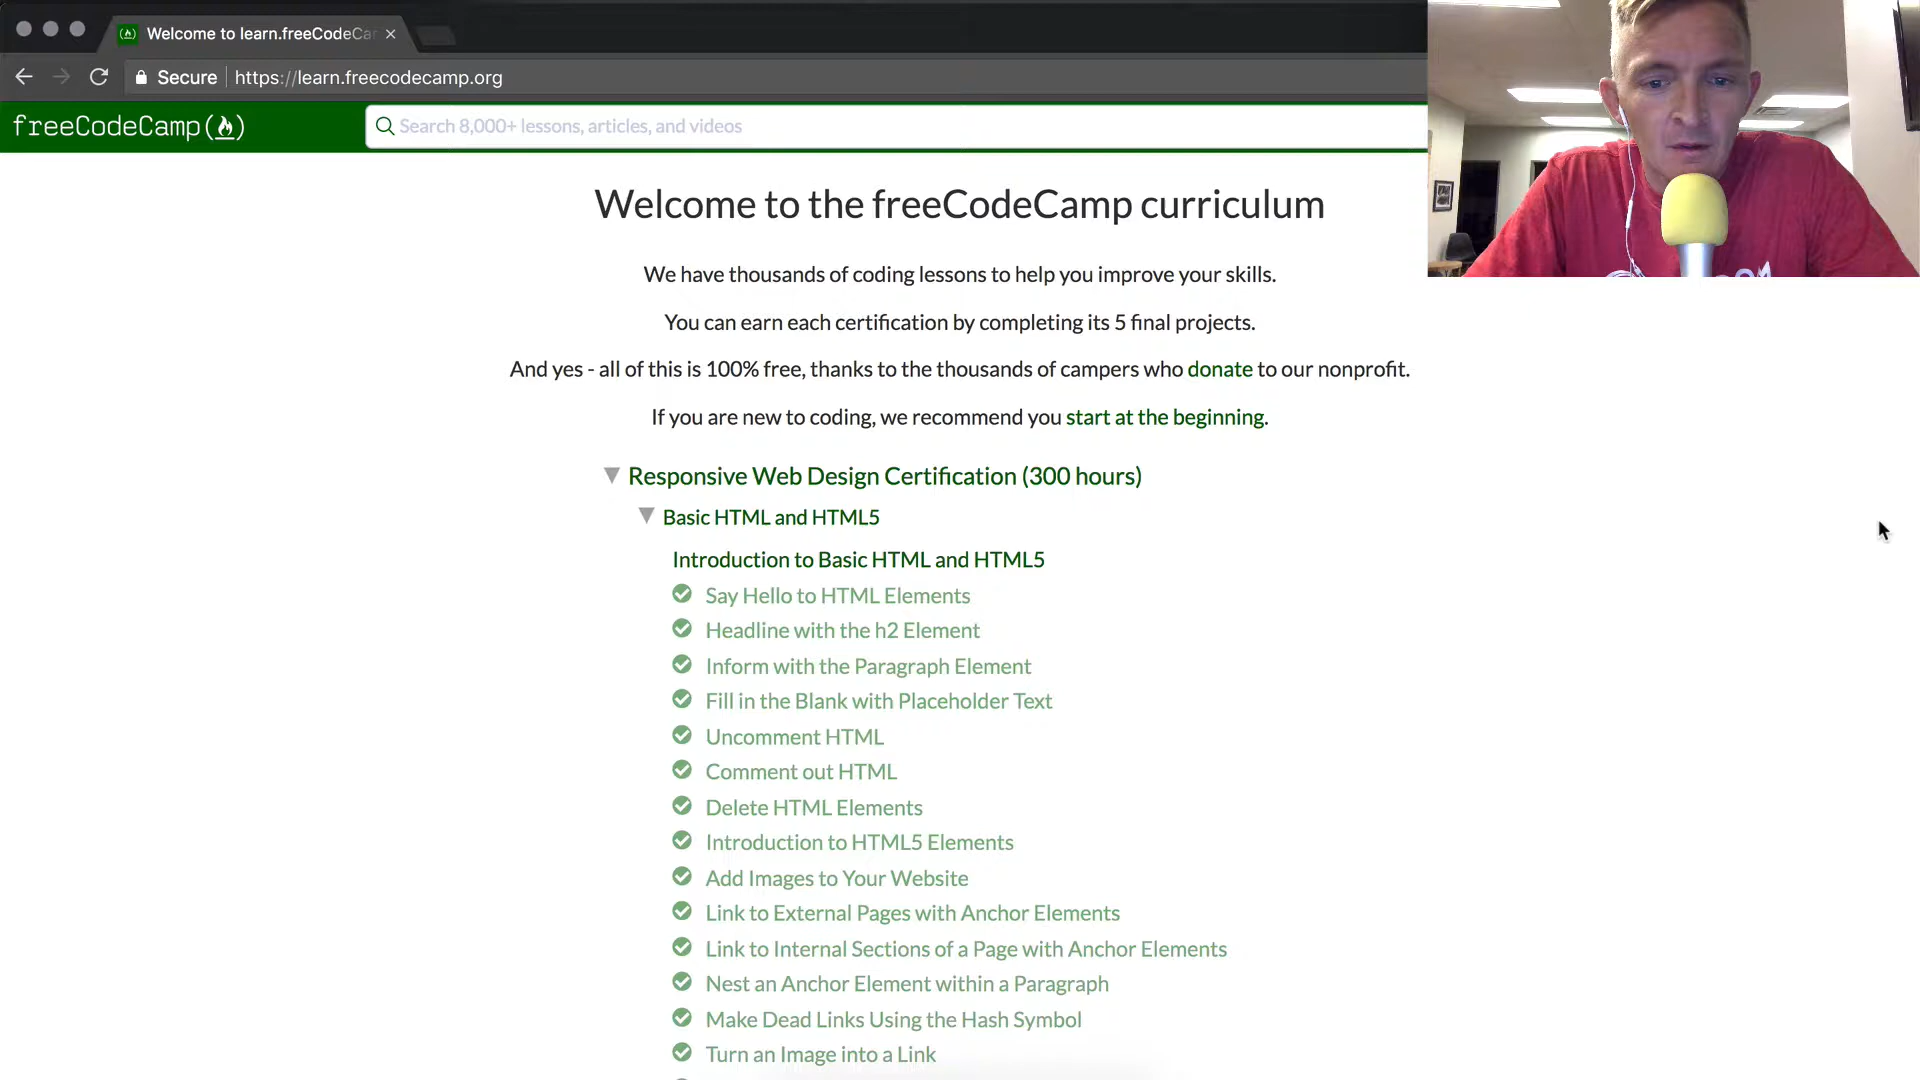 Welcome to learn.freeCodeCa
Secure https://learn.freecodecamp.org
freeCodeCamp
Search 8,000+ lessons, articles, and videos
Welcome to the freeCodeCamp curriculum
We have thousands of coding lessons to help you improve your skills.
You can earn each certification by completing its 5 final projects.
And yes - all of this is 100% free, thanks to the thousands of campers who donate to our nonprofit.
If you are new to coding, we recommend you start at the beginning.
Responsive Web Design Certification (300 hours)
Basic HTML and HTML5
Introduction to Basic HTML and HTML5
Say Hello to HTML Elements
Headline with the h2 Element
Inform with the Paragraph Element
Fill in the Blank with Placeholder Text
Uncomment HTML
Comment out HTML
Delete HTML Elements
Introduction to HTML5 Elements
Add Images to Your Website
Link to External Pages with Anchor Elements
Link to Internal Sections of a Page with Anchor Elements
Nest an Anchor Element within a Paragraph
Make Dead Links Using the Hash Symbol
Turn an Image into a Link